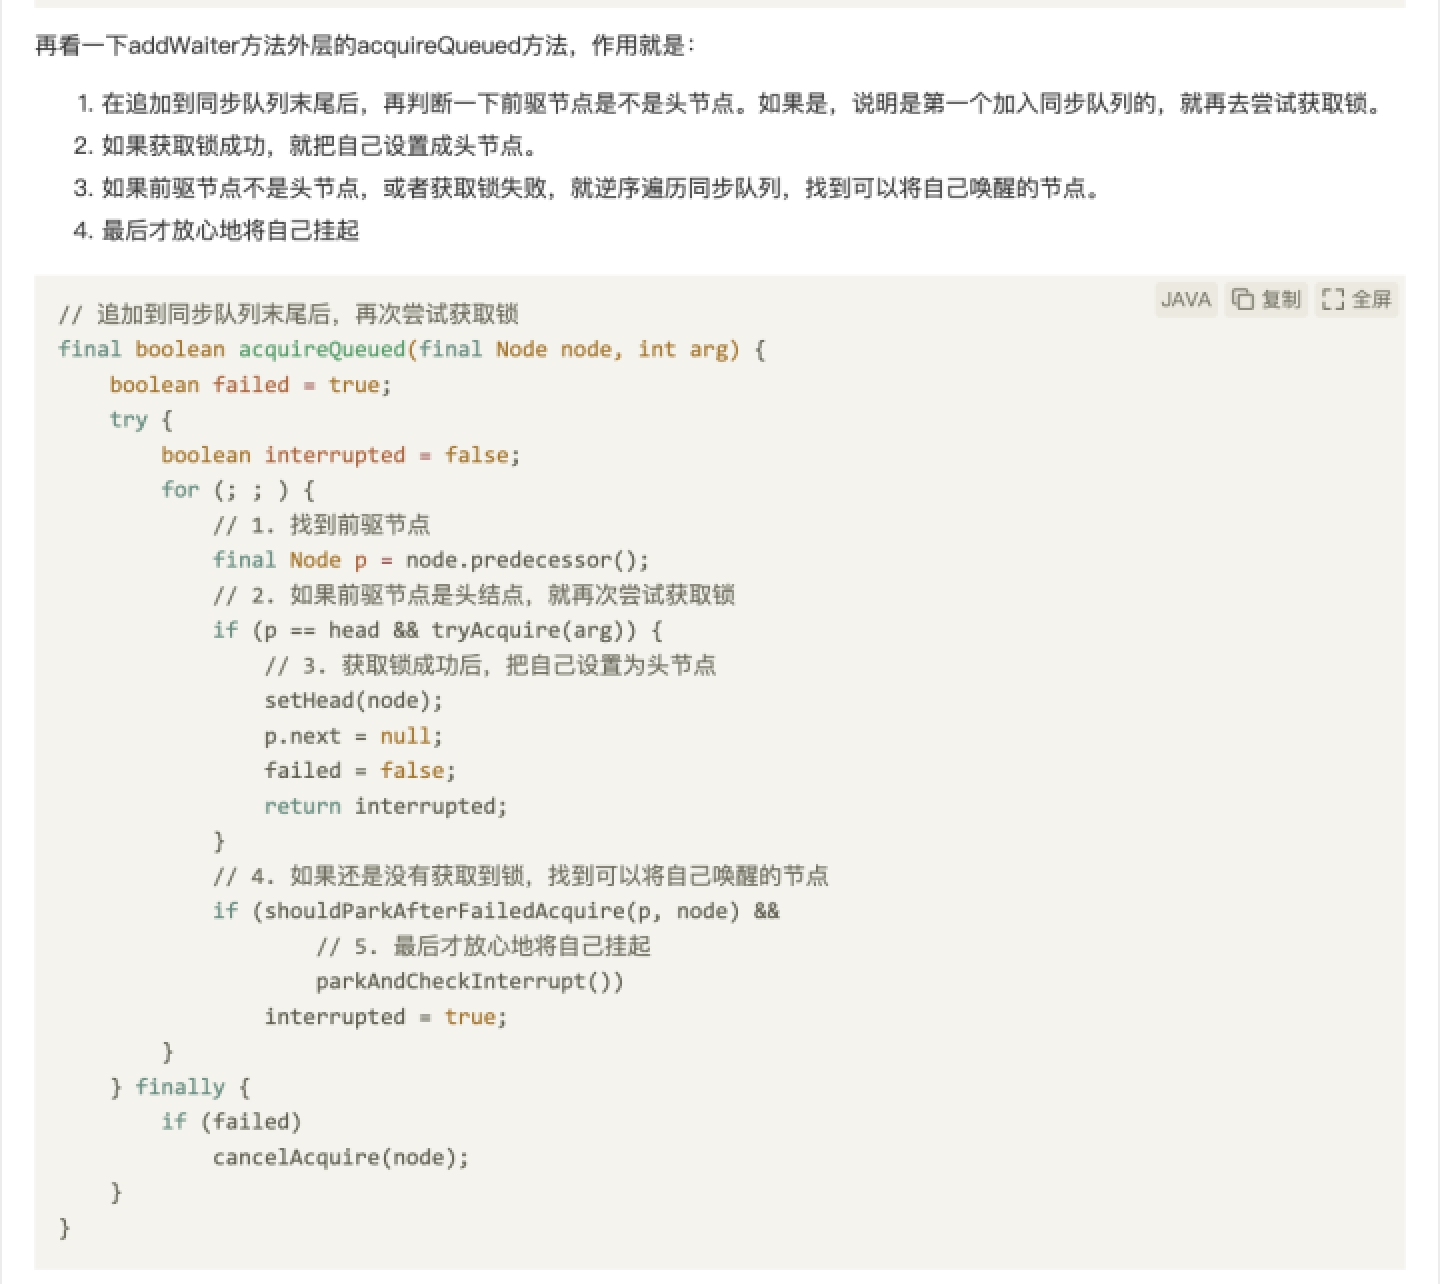 再看一下addWaiter方法外层的acquireQueued方法，作用就是：
1. 在追加到同步队列末尾后，再判断一下前驱节点是不是头节点。如果是，说明是第一个加入同步队列的，就再去尝试获取锁。
2. 如果获取锁成功，就把自己设置成头节点。
3. 如果前驱节点不是头节点，或者获取锁失败，就逆序遍历同步队列，找到可以将自己唤醒的节点。
4. 最后才放心地将自己挂起
JAVA 复制 全屏
// 追加到同步队列末尾后，再次尝试获取锁
final boolean acquireQueued(final Node node, int arg) {
    boolean failed = true;
    try {
        boolean interrupted = false;
        for (; ; ) {
            // 1. 找到前驱节点
            final Node p = node.predecessor();
            // 2. 如果前驱节点是头结点，就再次尝试获取锁
            if (p == head && tryAcquire(arg)) {
                // 3. 获取锁成功后，把自己设置为头节点
                setHead(node);
                p.next = null;
                failed = false;
                return interrupted;
            }
            // 4. 如果还是没有获取到锁，找到可以将自己唤醒的节点
            if (shouldParkAfterFailedAcquire(p, node) &&
                    // 5. 最后才放心地将自己挂起
                    parkAndCheckInterrupt())
                interrupted = true;
        }
    } finally {
        if (failed)
            cancelAcquire(node);
    }
}